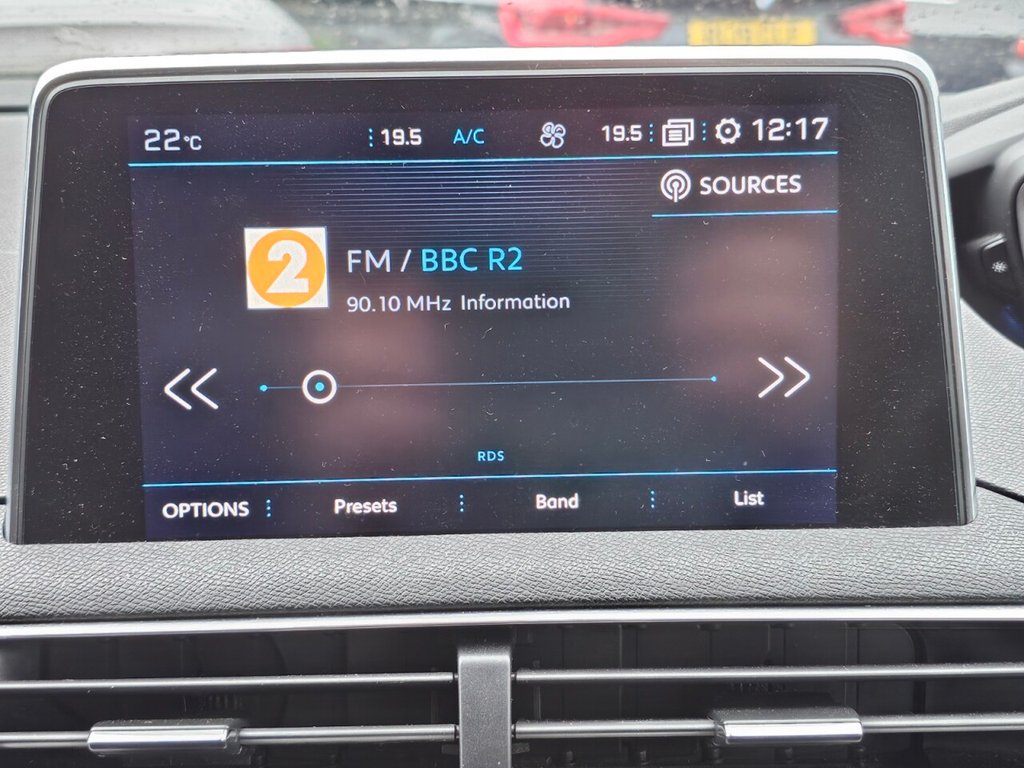 22°C 19.5 A/C 19.5 12:17
SOURCES
2
FM / BBC R2
90.10 MHz Information
RDS
OPTIONS Presets Band List